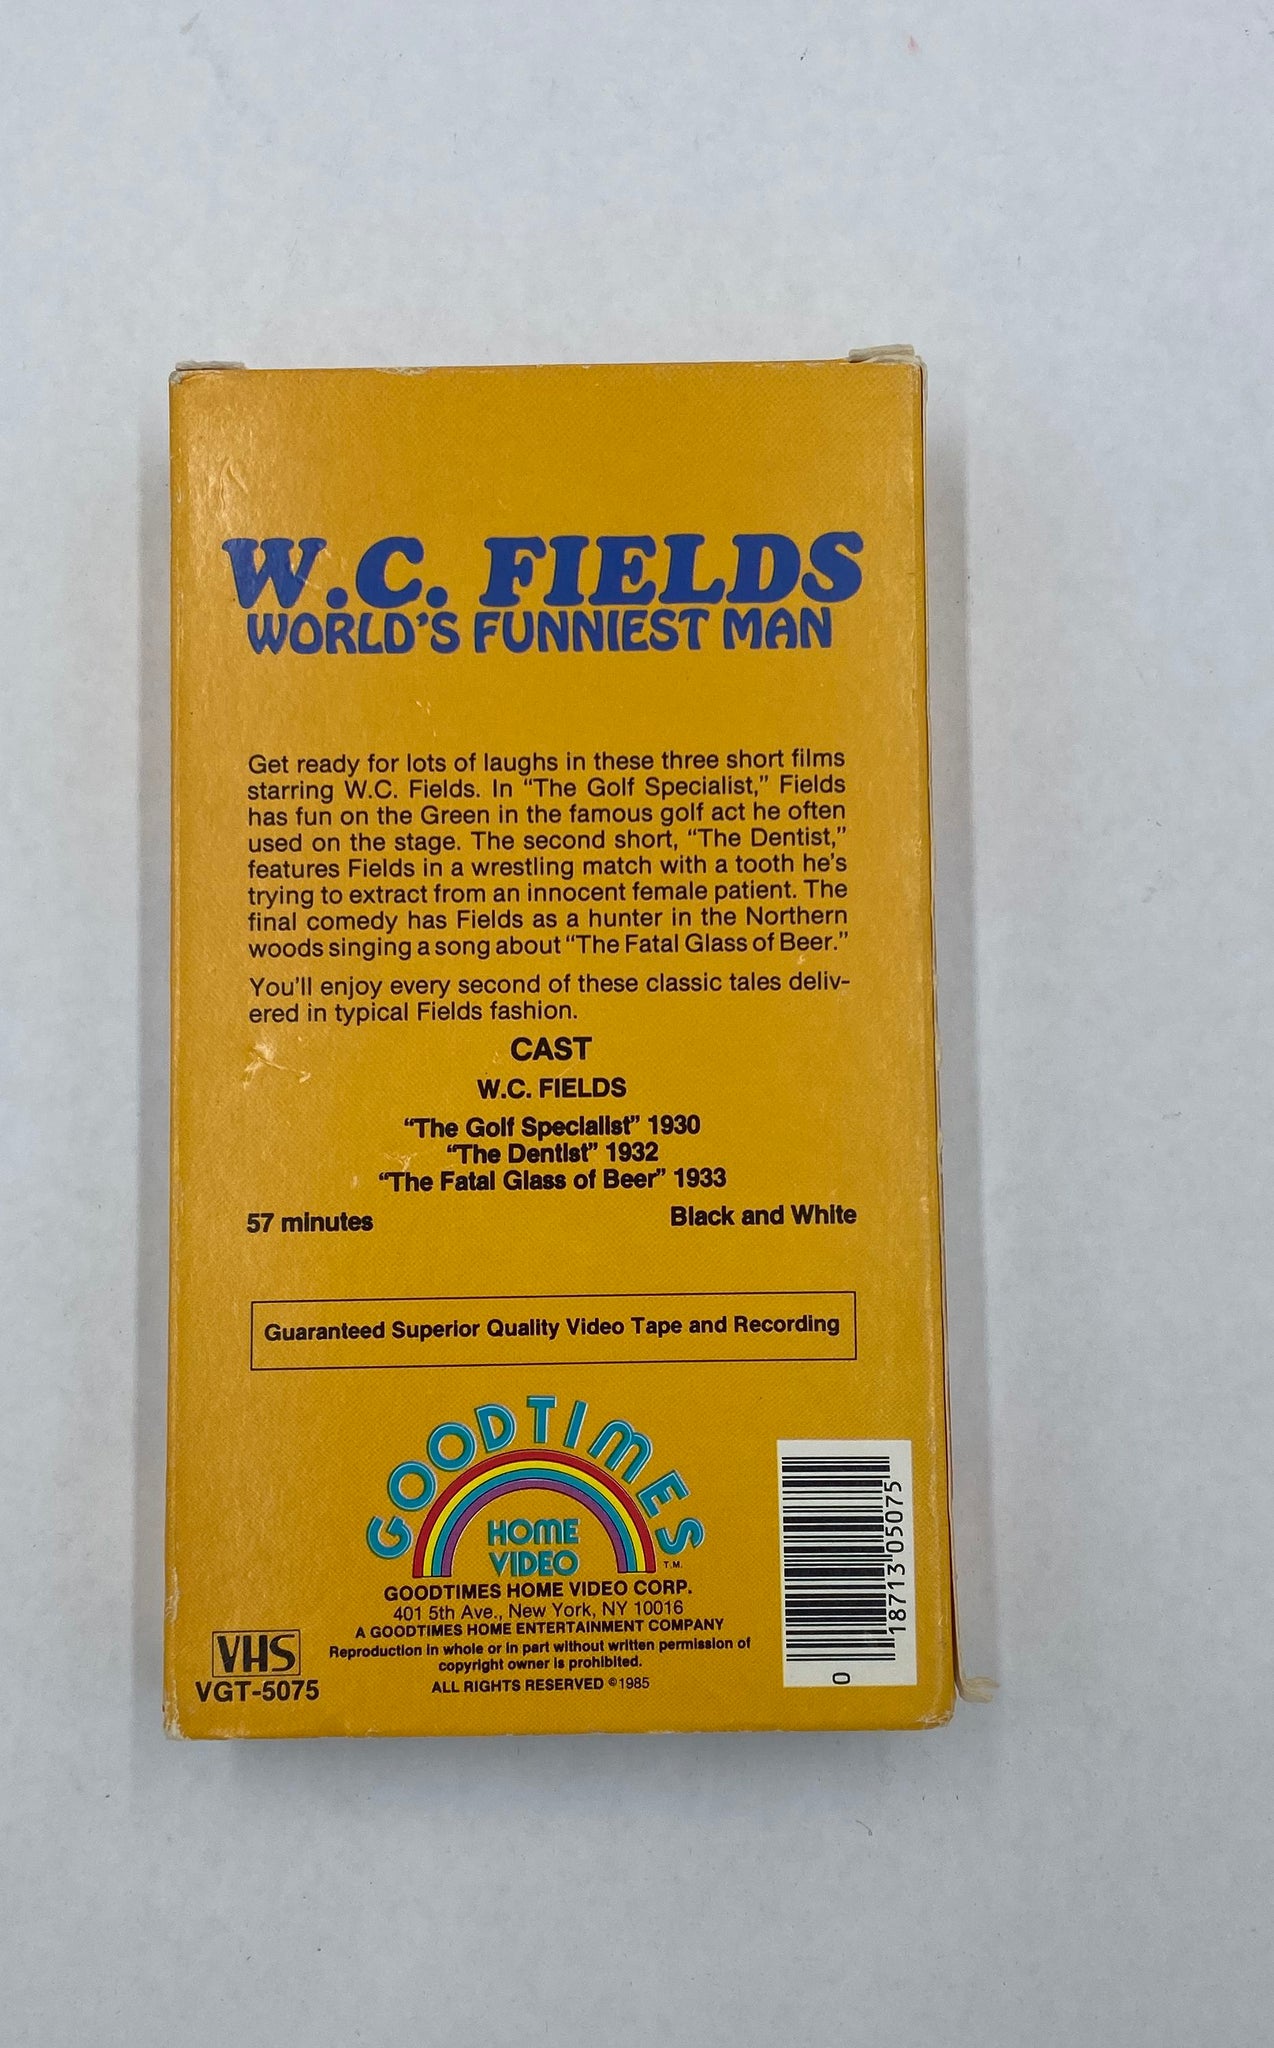 W.C. FIELDS
WORLD'S FUNNIEST MAN
Get ready for lots of laughs in these three short films
starring W.C. Fields. In “The Golf Specialist,” Fields
has fun on the Green in the famous golf act he often
used on the stage. The second short, “The Dentist,”
features Fields in a wrestling match with a tooth he's
trying to extract from an innocent female patient. The
final comedy has Fields as a hunter in the Northern
woods singing a song about “The Fatal Glass of Beer.”
You'll enjoy every second of these classic tales deliv-
ered in typical Fields fashion.
CAST
W.C. FIELDS
“The Golf Specialist” 1930
“The Dentist” 1932
“The Fatal Glass of Beer” 1933
57 minutes
Black and White
Guaranteed Superior Quality Video Tape and Recording
GOODTIMES
HOME
VIDEO
T.M.
GOODTIMES HOME VIDEO CORP.
401 5th Ave., New York, NY 10016
A GOODTIMES HOME ENTERTAINMENT COMPANY
Reproduction in whole or in part without written permission of
copyright owner is prohibited.
ALL RIGHTS RESERVED ©1985
VHS
VGT-5075
0 18713 05075